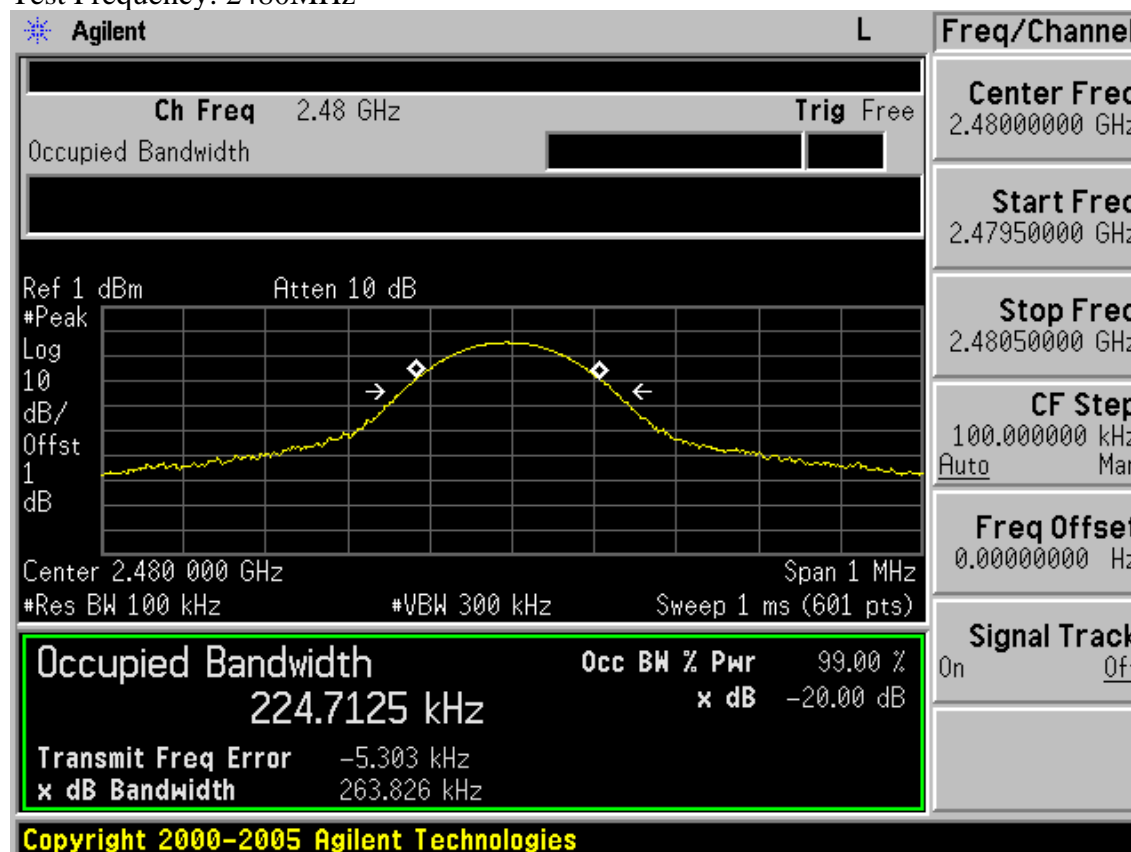 Test Frequency: 2480MHz
Agilent L
Ch Freq 2.48 GHz Trig Free
Occupied Bandwidth
Ref 1 dBm Atten 10 dB
#Peak
Log
10
dB/
Offst
1
dB
Center 2.480 000 GHz Span 1 MHz
#Res BW 100 kHz #VBW 300 kHz Sweep 1 ms (601 pts)
Occupied Bandwidth Occ BW % Pwr 99.00 %
224.7125 kHz x dB -20.00 dB
Transmit Freq Error -5.303 kHz
x dB Bandwidth 263.826 kHz
Copyright 2000-2005 Agilent Technologies
Freq/Channel
Center Freq
2.48000000 GHz
Start Freq
2.47950000 GHz
Stop Freq
2.48050000 GHz
CF Step
100.000000 kHz
Auto Man
Freq Offset
0.00000000 Hz
Signal Track
On Off